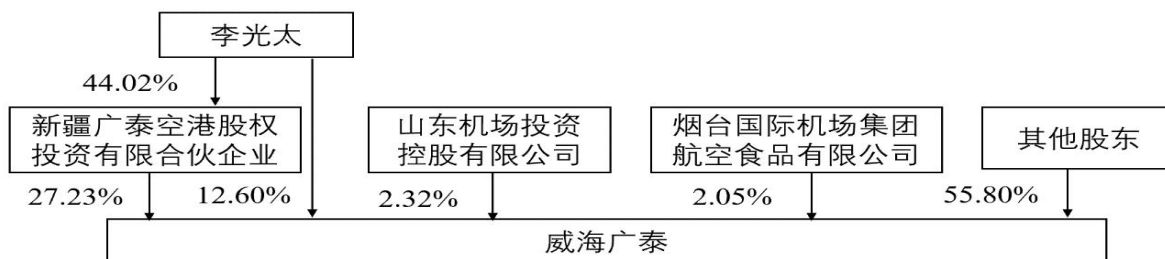 李光太
44.02%
新疆广泰空港股权
投资有限合伙企业
山东机场投资
控股有限公司
烟台国际机场集团
航空食品有限公司
其他股东
27.23%
12.60%
2.32%
2.05%
55.80%
威海广泰